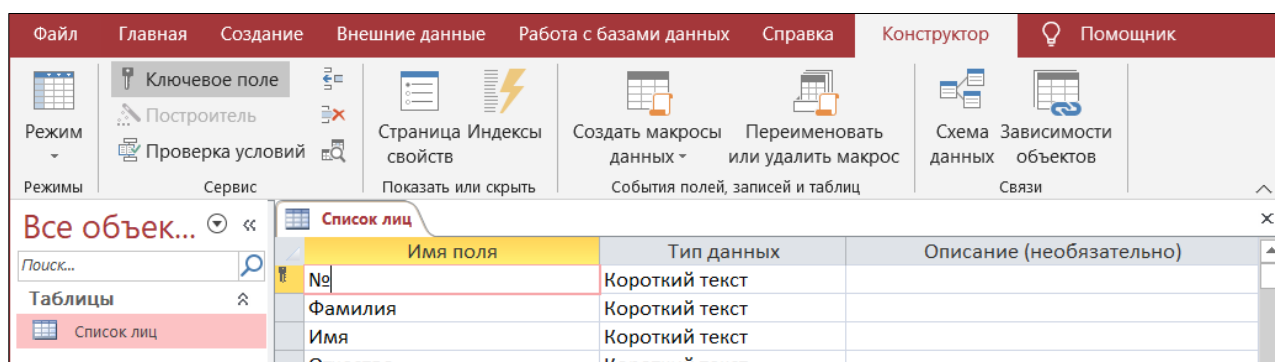 Файл Главная Создание Внешние данные Работа с базами данных Справка Конструктор Помощник
Режим
Ключевое поле
Построитель
Проверка условий
Страница свойств
Индексы
Создать макросы данных
Переименовать или удалить макрос
Схема данных
Зависимости объектов
Режимы Сервис Показать или скрыть События полей, записей и таблиц Связи
Все объек...
Поиск...
Таблицы
Список лиц
Список лиц
Имя поля Тип данных Описание (необязательно)
№ Короткий текст
Фамилия Короткий текст
Имя Короткий текст